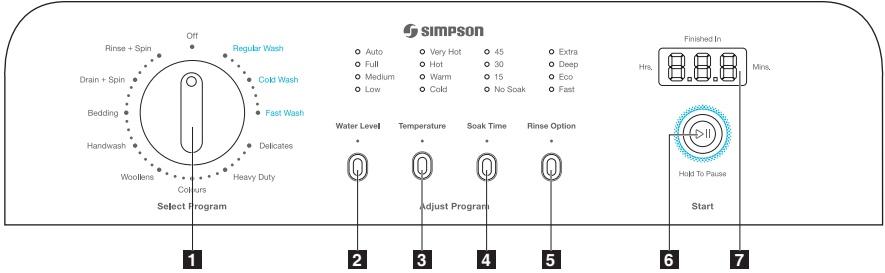 SIMPSON
Off
Rinse + Spin
Regular Wash
Drain + Spin
Cold Wash
Bedding
Fast Wash
Handwash
Delicates
Woollens
Heavy Duty
Colours
Select Program
Auto
Full
Medium
Low
Very Hot
Hot
Warm
Cold
45
30
15
No Soak
Extra
Deep
Eco
Fast
Water Level
Temperature
Soak Time
Rinse Option
Adjust Program
Finished In
Hrs. 8.8.8 Mins.
Hold To Pause
Start
1 2 3 4 5 6 7